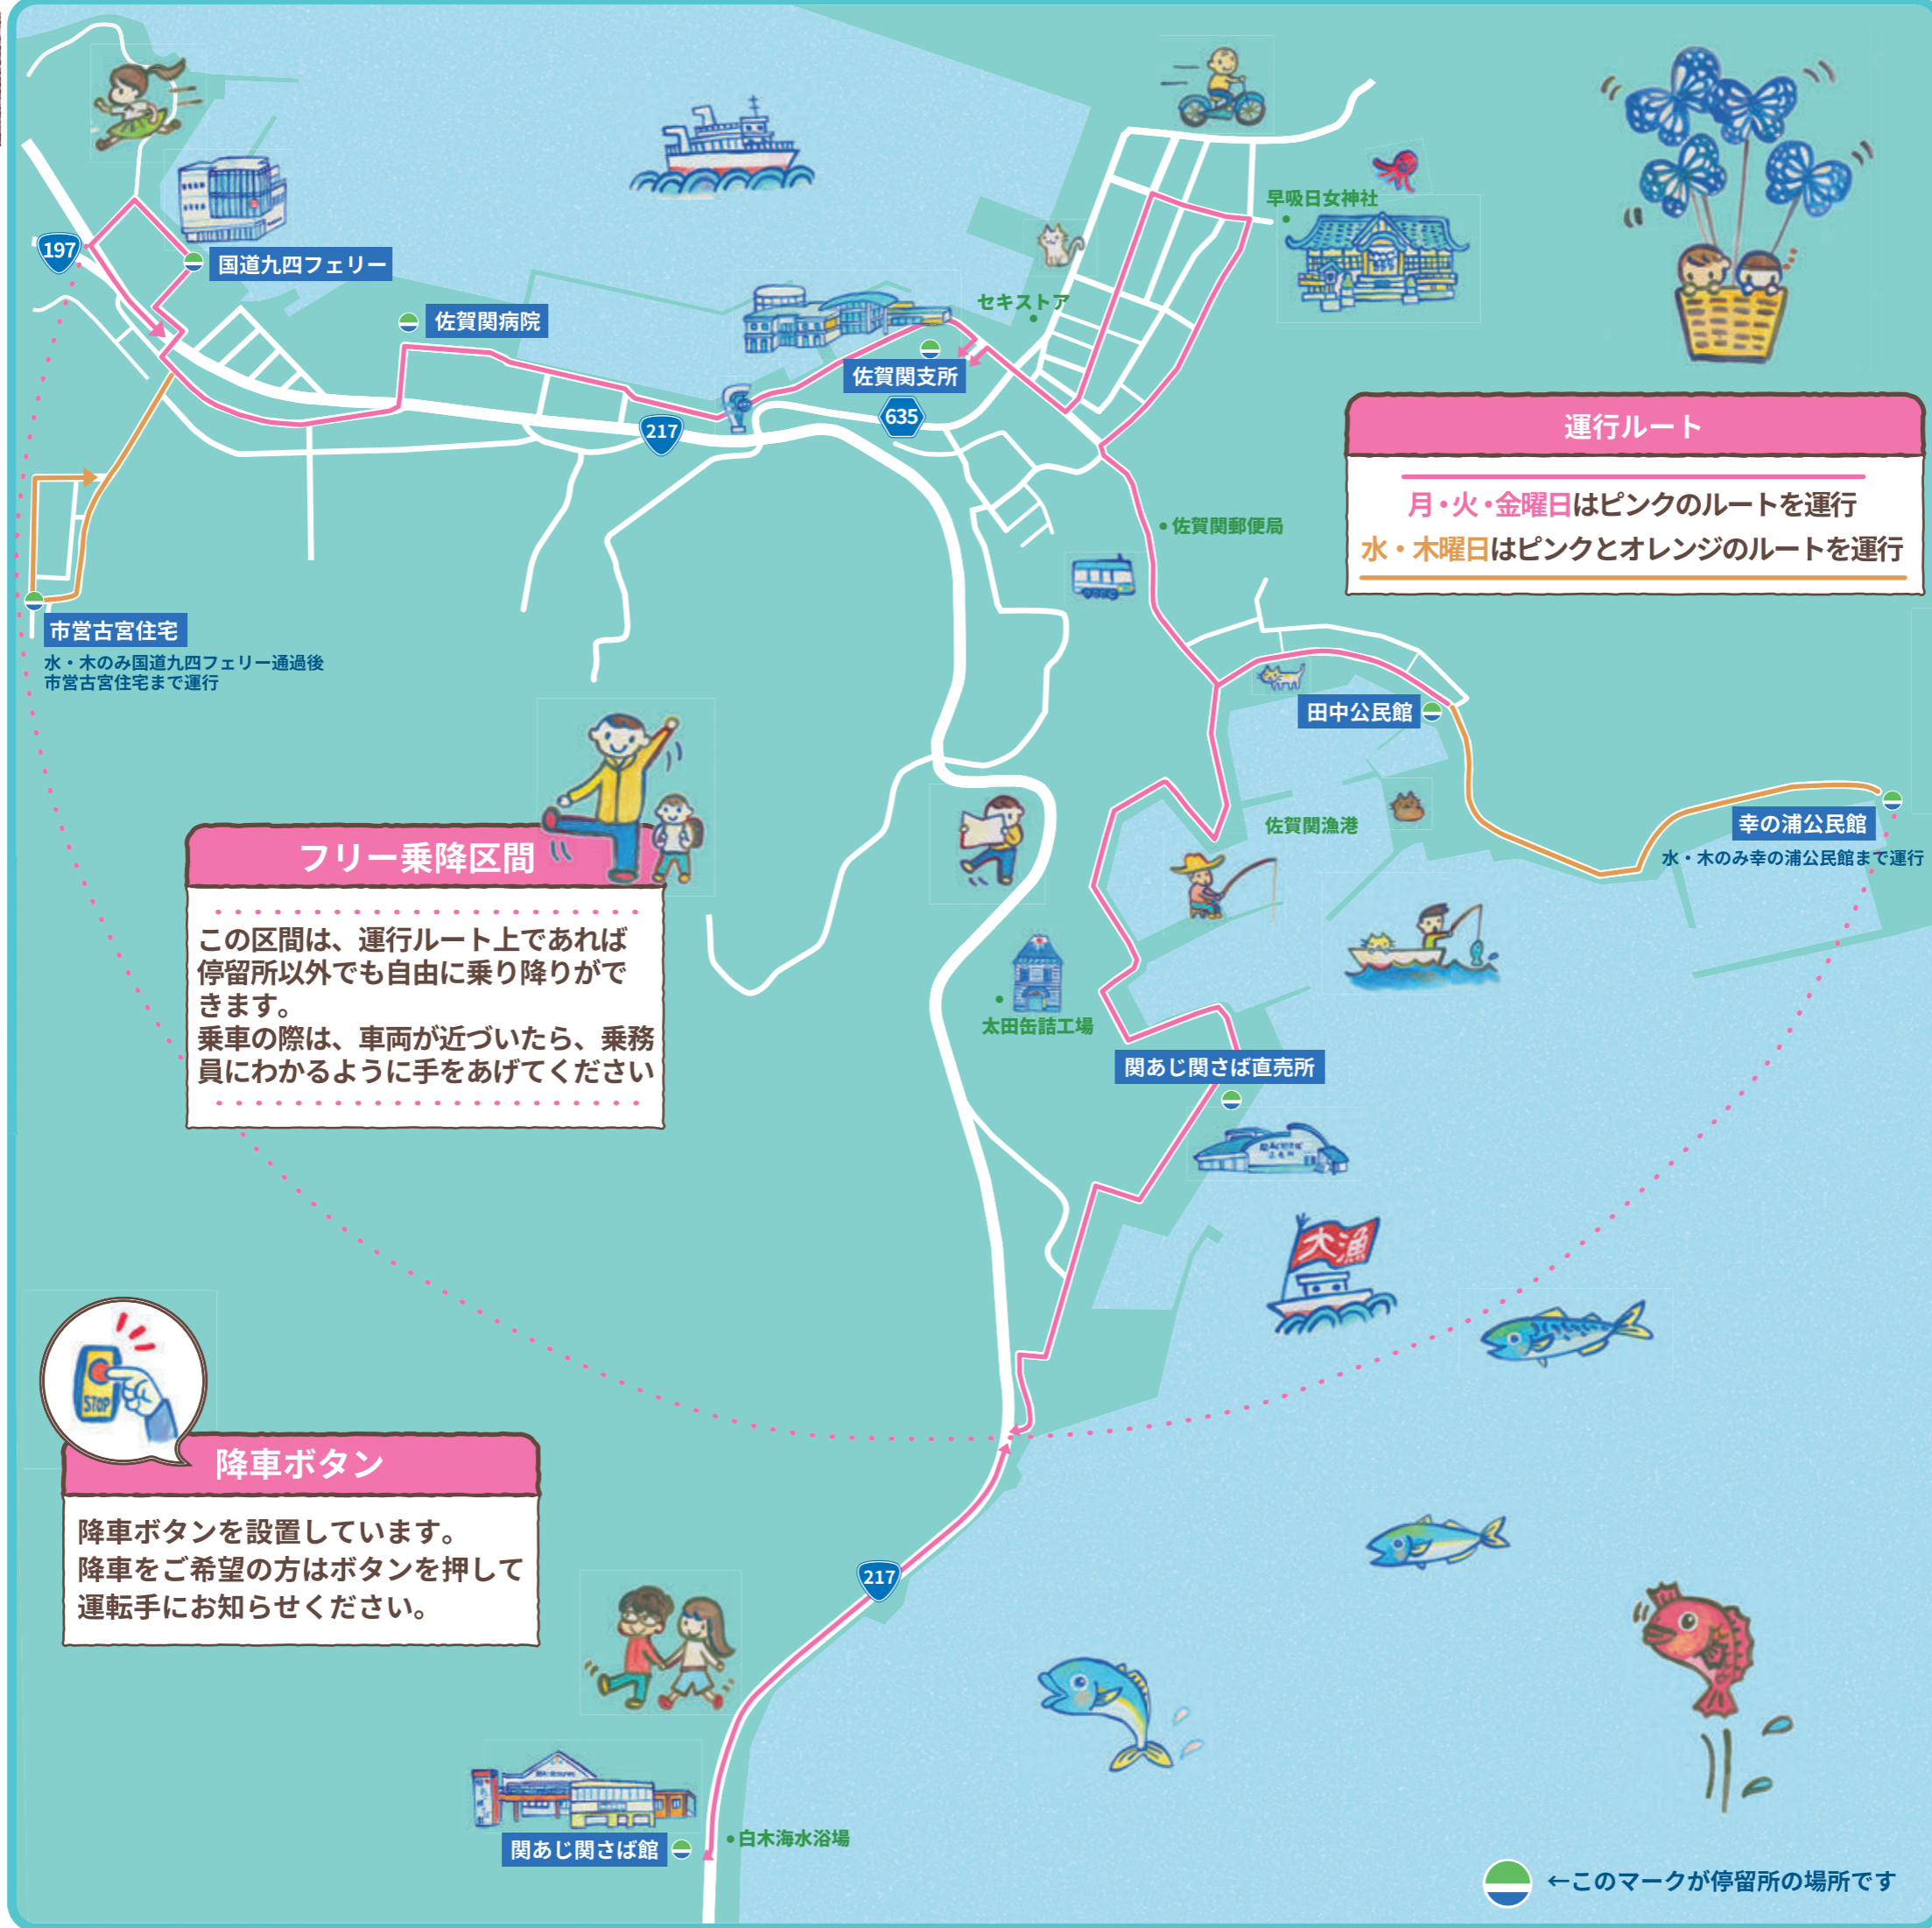 早吸日女神社
197
国道九四フェリー
セキストア
佐賀関病院
佐賀関支所
635
217
運行ルート
月・火・金曜日はピンクのルートを運行
水・木曜日はピンクとオレンジのルートを運行
佐賀関郵便局
市営古宮住宅
水・木のみ国道九四フェリー通過後
市営古宮住宅まで運行
田中公民館
佐賀関漁港
幸の浦公民館
水・木のみ幸の浦公民館まで運行
フリー乗降区間
この区間は、運行ルート上であれば
停留所以外でも自由に乗り降りがで
きます。
乗車の際は、車両が近づいたら、乗務
員にわかるように手をあげてください
太田缶詰工場
関あじ関さば直売所
大漁
STOP
降車ボタン
降車ボタンを設置しています。
降車をご希望の方はボタンを押して
運転手にお知らせください。
217
関あじ関さば館
白木海水浴場
←このマークが停留所の場所です